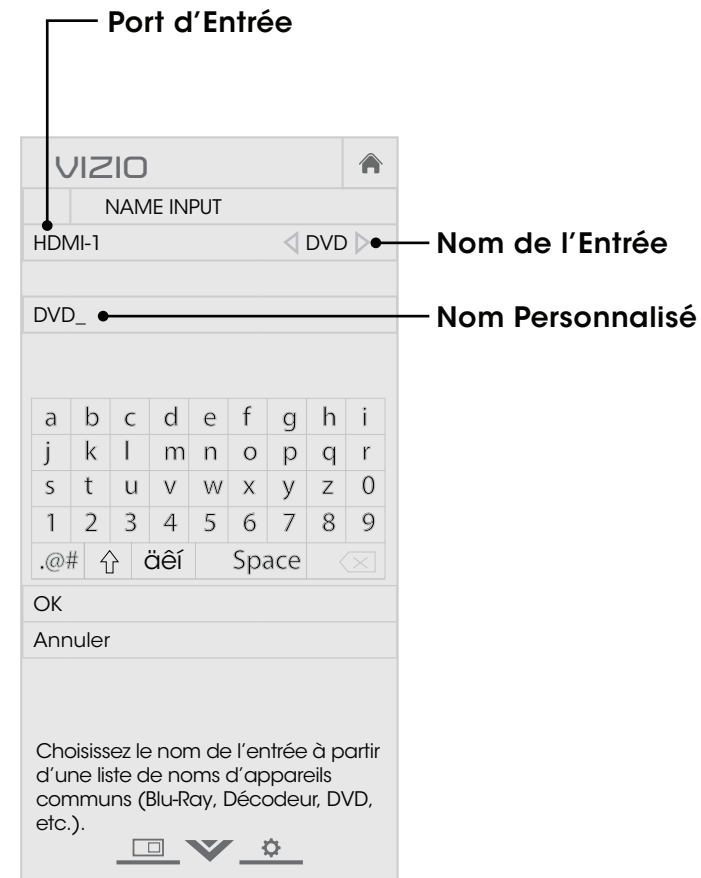 Port d’Entrée
VIZIO
NAME INPUT
HDMI-1 DVD
Nom de l’Entrée
DVD_
Nom Personnalisé
a b c d e f g h i
j k l m n o p q r
s t u v w x y z 0
1 2 3 4 5 6 7 8 9
.@# äêí Space
OK
Annuler
Choisissez le nom de l’entrée à partir
d’une liste de noms d’appareils
communs (Blu-Ray, Décodeur, DVD,
etc.).